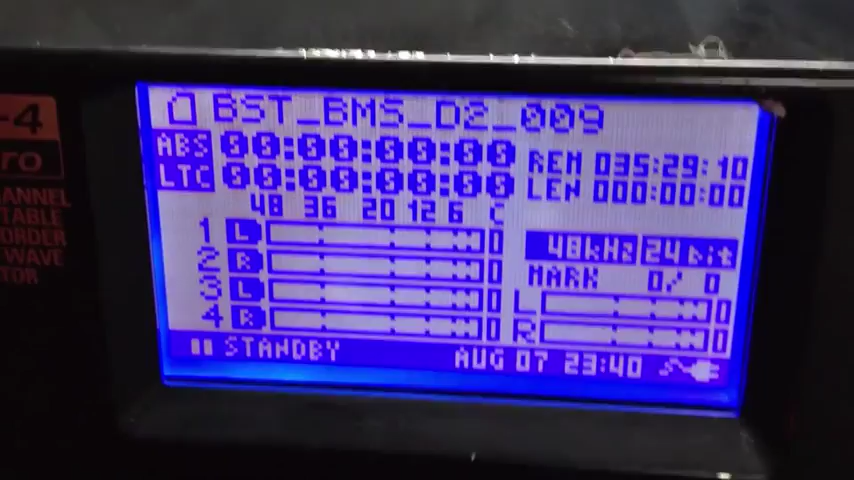 BST_BMS_D2_009
ABS 00:00:00:00
LTC 00:00:00:00
REM 035:29:10
LEN 000:00:00
48 36 20 12 6 0
1 L 0
2 R 0
3 L 0
4 R 0
48kHz 24bit
MARK 0/ 0
L 0
R 0
STANDBY AUG 07 23:40
-4
ro
ANNEL
TABLE
ORDER
WAVE
TOR